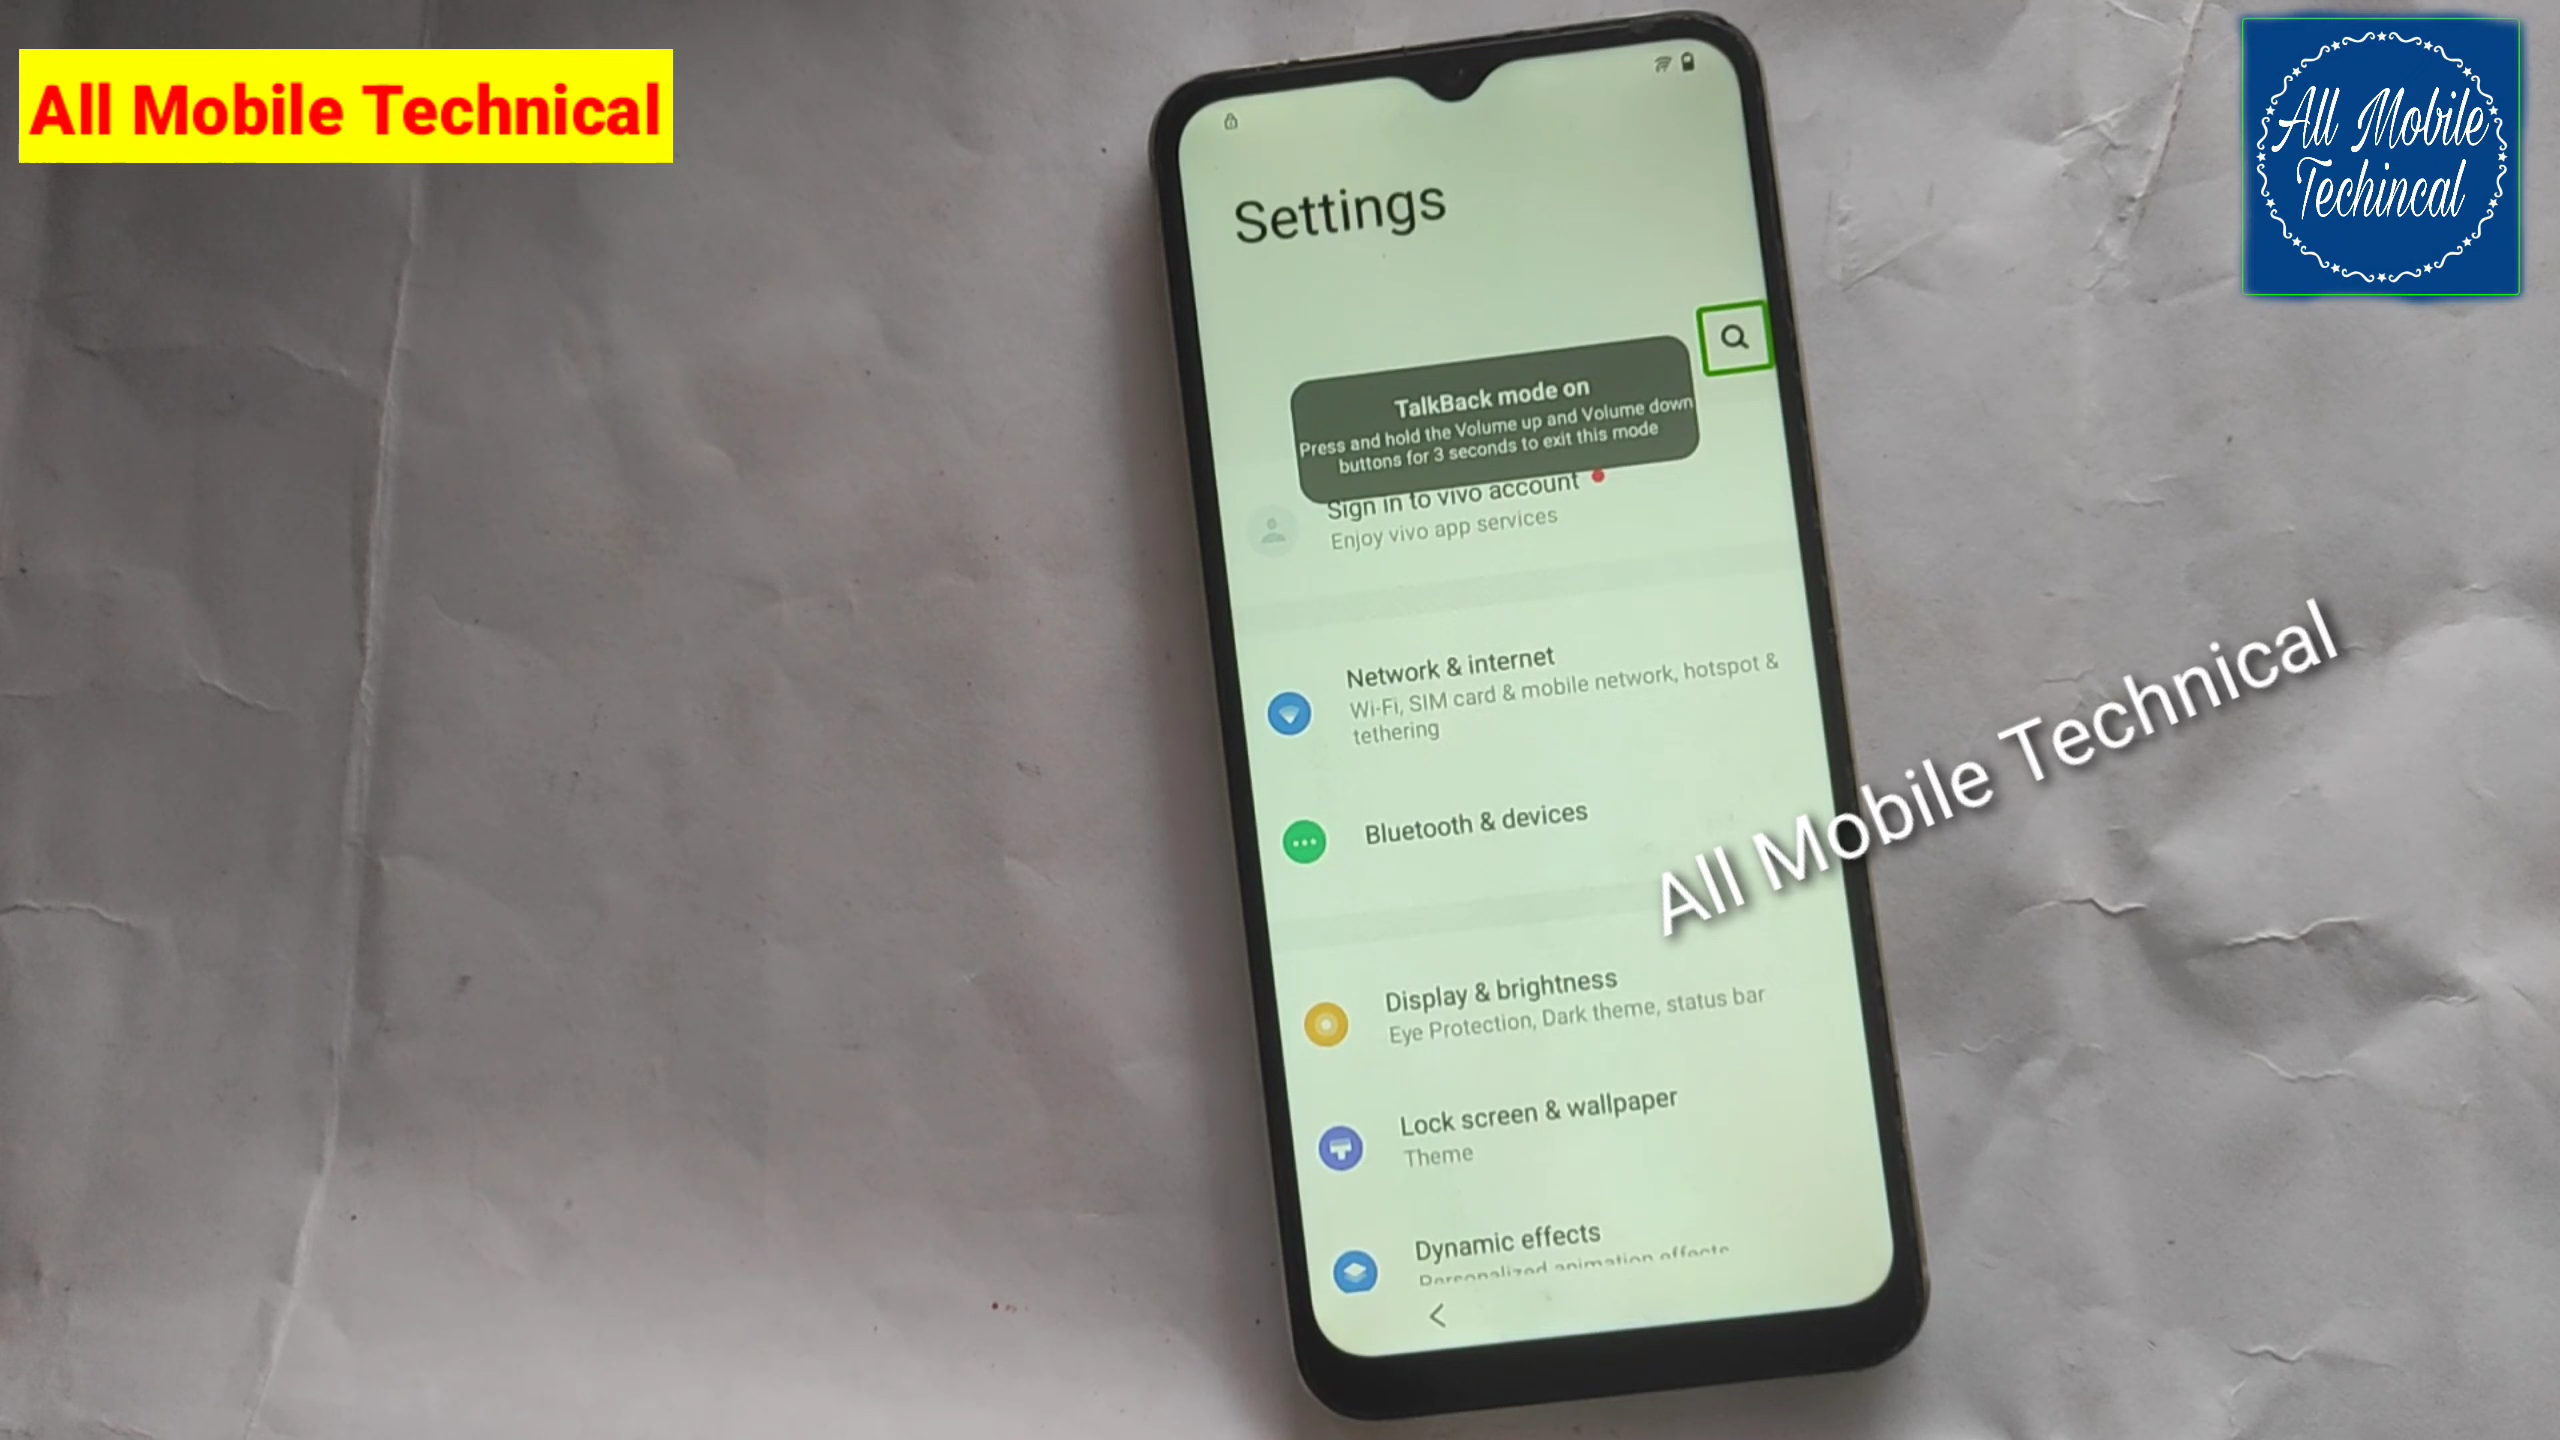 All Mobile Technical
All Mobile
Techincal
Settings
TalkBack mode on
Press and hold the Volume up and Volume down
buttons for 3 seconds to exit this mode
Sign in to vivo account
Enjoy vivo app services
Network & internet
Wi-Fi, SIM card & mobile network, hotspot &
tethering
Bluetooth & devices
All Mobile Technical
Display & brightness
Eye Protection, Dark theme, status bar
Lock screen & wallpaper
Theme
Dynamic effects
Personalized animation effects